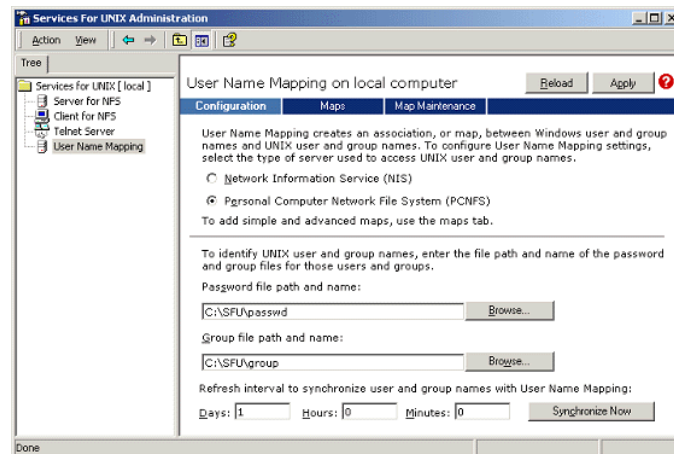 Services For UNIX Administration
Action View
Tree
Services for UNIX [ local ]
Server for NFS
Client for NFS
Telnet Server
User Name Mapping
User Name Mapping on local computer
Reload Apply ?
Configuration Maps Map Maintenance
User Name Mapping creates an association, or map, between Windows user and group
names and UNIX user and group names. To configure User Name Mapping settings,
select the type of server used to access UNIX user and group names.
Network Information Service (NIS)
Personal Computer Network File System (PCNFS)
To add simple and advanced maps, use the maps tab.
To identify UNIX user and group names, enter the file path and name of the password
and group files for those users and groups.
Password file path and name:
C:\SFU\passwd Browse...
Group file path and name:
C:\SFU\group Browse...
Refresh interval to synchronize user and group names with User Name Mapping:
Days: 1 Hours: 0 Minutes: 0 Synchronize Now
Done